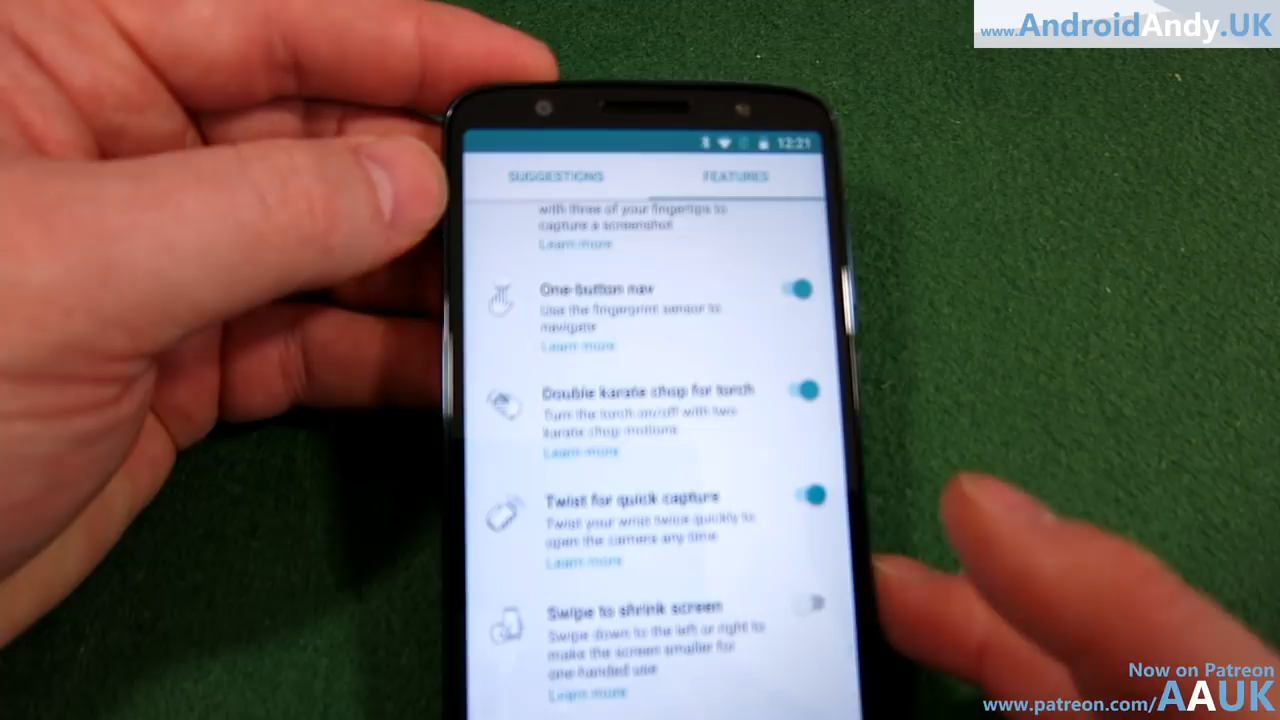 www.AndroidAndy.UK
12:21
SUGGESTIONS FEATURES
with three of your fingertips to
capture a screenshot
Learn more
One-button nav
Use the fingerprint sensor to
navigate
Learn more
Double karate chop for torch
Turn the torch on/off with two
karate chop motions
Learn more
Twist for quick capture
Twist your wrist twice quickly to
open the camera any time
Learn more
Swipe to shrink screen
Swipe down to the left or right to
make the screen smaller for
one-handed use
Learn more
Now on Patreon
www.patreon.com/AAUK